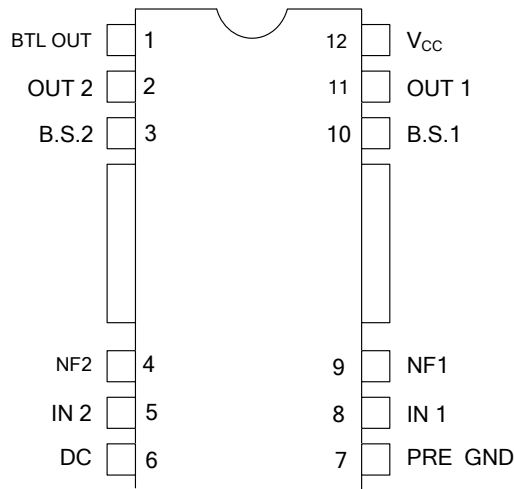 BTL OUT 1 12 VCC
OUT 2 2 11 OUT 1
B.S.2 3 10 B.S.1
NF2 4 9 NF1
IN 2 5 8 IN 1
DC 6 7 PRE GND